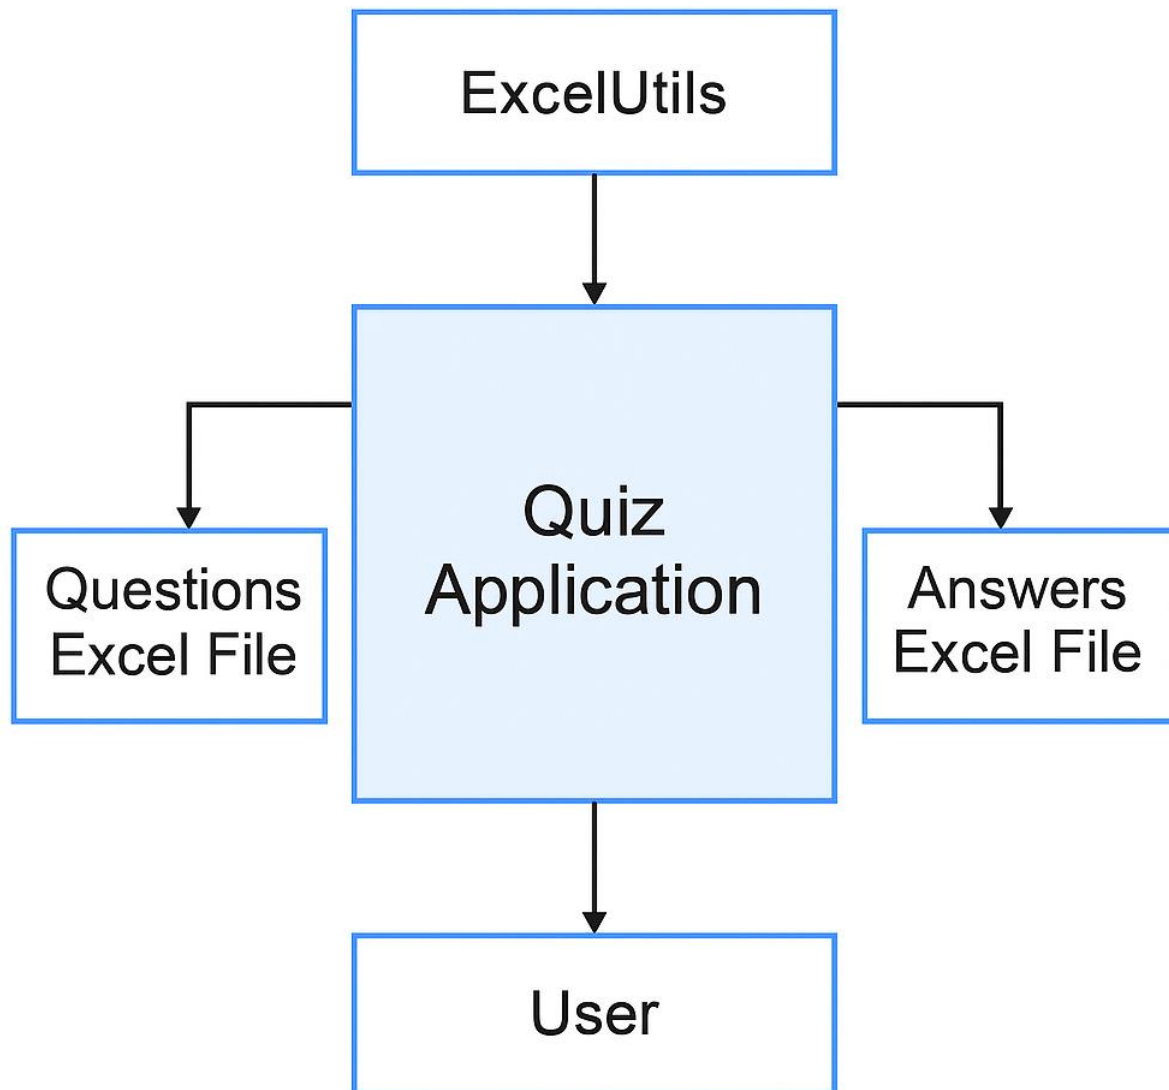 ExcelUtils
Quiz
Application
Questions
Excel File
Answers
Excel File
User